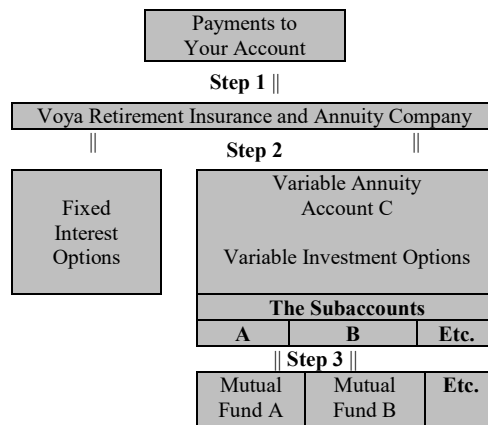 Payments to
Your Account
Step 1 ||
Voya Retirement Insurance and Annuity Company
|| ||
Step 2
Fixed
Interest
Options
Variable Annuity
Account C
Variable Investment Options
The Subaccounts
A B Etc.
|| Step 3 ||
Mutual
Fund A
Mutual
Fund B
Etc.